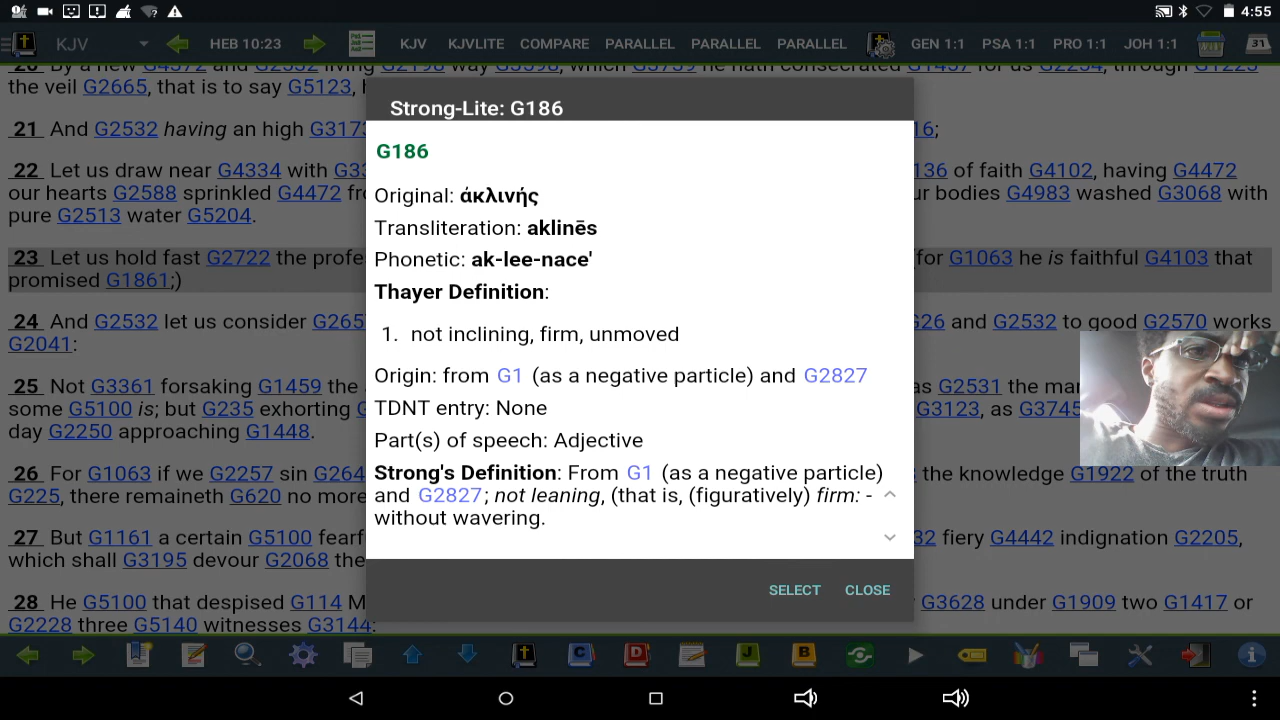 4:55
KJV HEB 10:23 KJV KJVLITE COMPARE PARALLEL PARALLEL PARALLEL GEN 1:1 PSA 1:1 PRO 1:1 JOH 1:1 31
the veil G2665, that is to say G5123,
21 And G2532 having an high G3173 16;
22 Let us draw near G4334 with 136 of faith G4102, having G4472
our hearts G2588 sprinkled G4472 our bodies G4983 washed G3068 with
pure G2513 water G5204.
23 Let us hold fast G2722 the (for G1063 he is faithful G4103 that
promised G1861;)
24 And G2532 let us consider G26 and G2532 to good G2570 works
G2041:
25 Not G3361 forsaking G1459 the as G2531 the
some G5100 is; but G235 exhorting G3123, as G3745
day G2250 approaching G1448.
26 For G1063 if we G2257 sin the knowledge G1922 of the truth
G225, there remaineth G620 no more
27 But G1161 a certain G5100 fiery G4442 indignation G2205,
which shall G3195 devour G2068 the
28 He G5100 that despised G114 G3628 under G1909 two G1417 or
G2228 three G5140 witnesses G3144:
Strong-Lite: G186
G186
Original: ἀκλινής
Transliteration: aklinēs
Phonetic: ak-lee-nace'
Thayer Definition:
1. not inclining, firm, unmoved
Origin: from G1 (as a negative particle) and G2827
TDNT entry: None
Part(s) of speech: Adjective
Strong's Definition: From G1 (as a negative particle)
and G2827; not leaning, (that is, (figuratively) firm: -
without wavering.
SELECT CLOSE